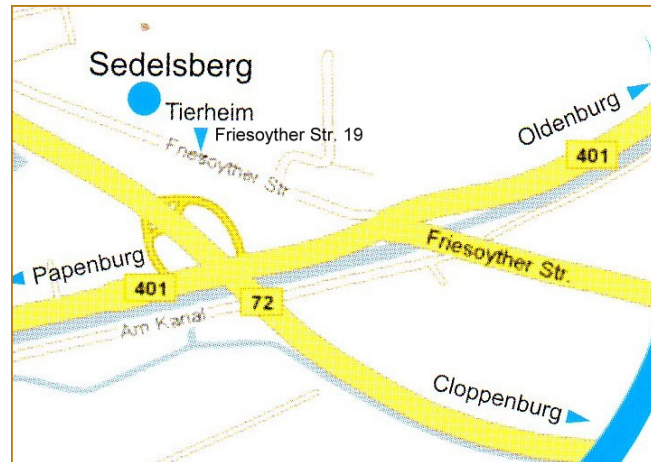 Sedelsberg
Tierheim
Friesoyther Str. 19
Friesoyther Str
Oldenburg
401
Friesoyther Str.
Papenburg
401
72
Am Kanal
Cloppenburg